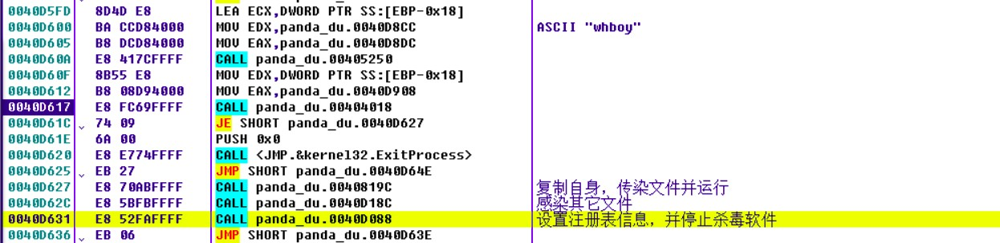 0040D5FD 8D4D E8 LEA ECX,DWORD PTR SS:[EBP-0x18]
0040D600 BA CCD84000 MOV EDX,panda_du.0040D8CC ASCII "whboy"
0040D605 B8 DCD84000 MOV EAX,panda_du.0040D8DC
0040D60A E8 417CFFFF CALL panda_du.00405250
0040D60F 8B55 E8 MOV EDX,DWORD PTR SS:[EBP-0x18]
0040D612 B8 08D94000 MOV EAX,panda_du.0040D908
0040D617 E8 FC69FFFF CALL panda_du.00404018
0040D61C 74 09 JE SHORT panda_du.0040D627
0040D61E 6A 00 PUSH 0x0
0040D620 E8 E774FFFF CALL <JMP.&kernel32.ExitProcess>
0040D625 EB 27 JMP SHORT panda_du.0040D64E
0040D627 E8 70ABFFFF CALL panda_du.0040819C 复制自身，传染文件并运行
0040D62C E8 5BFBFFFF CALL panda_du.0040D18C 感染其它文件
0040D631 E8 52FAFFFF CALL panda_du.0040D088 设置注册表信息，并停止杀毒软件
0040D636 EB 06 JMP SHORT panda_du.0040D63E